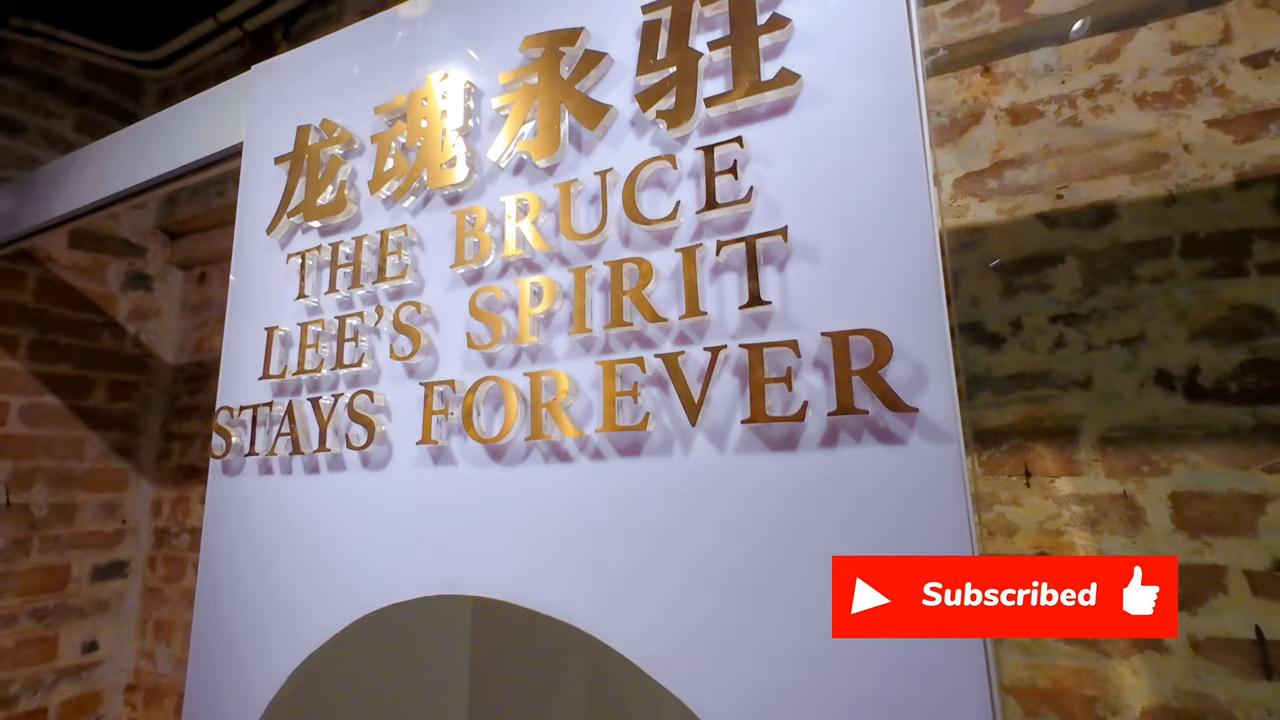 龙魂永驻
THE BRUCE
LEE'S SPIRIT
STAYS FOREVER
Subscribed